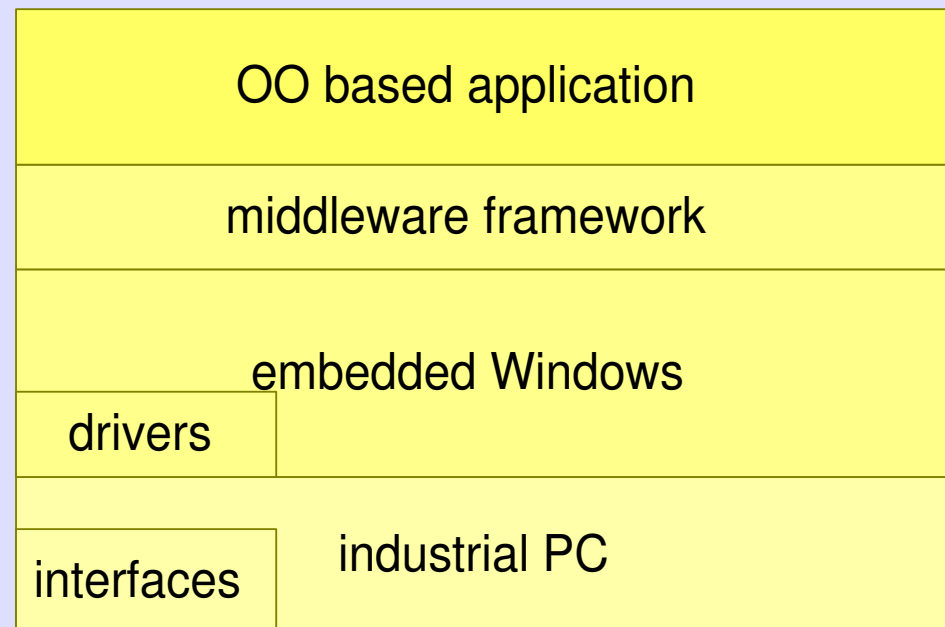 OO based application
middleware framework
embedded Windows
drivers
industrial PC
interfaces